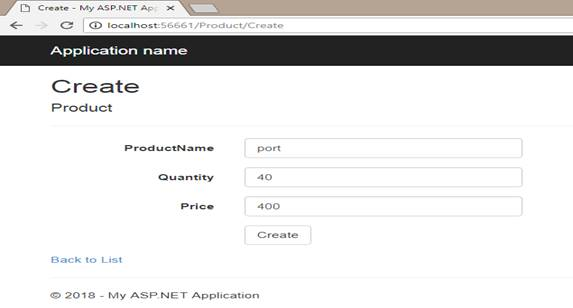 Create - My ASP.NET App
localhost:56661/Product/Create
Application name
Create
Product
ProductName port
Quantity 40
Price 400
Create
Back to List
© 2018 - My ASP.NET Application